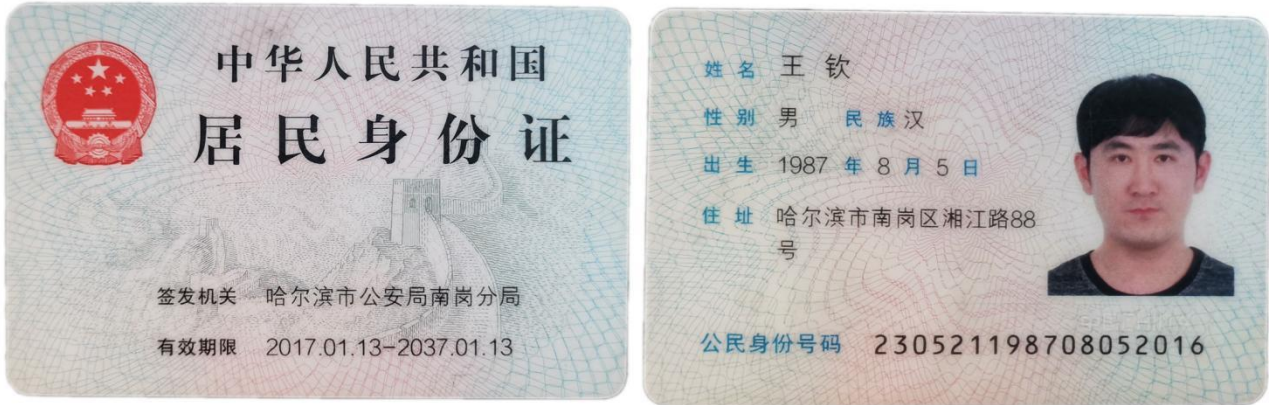 中华人民共和国
居民身份证
签发机关 哈尔滨市公安局南岗分局
有效期限 2017.01.13-2037.01.13
姓名 王钦
性别 男 民族 汉
出生 1987 年 8 月 5 日
住址 哈尔滨市南岗区湘江路88
号
公民身份号码 230521198708052016